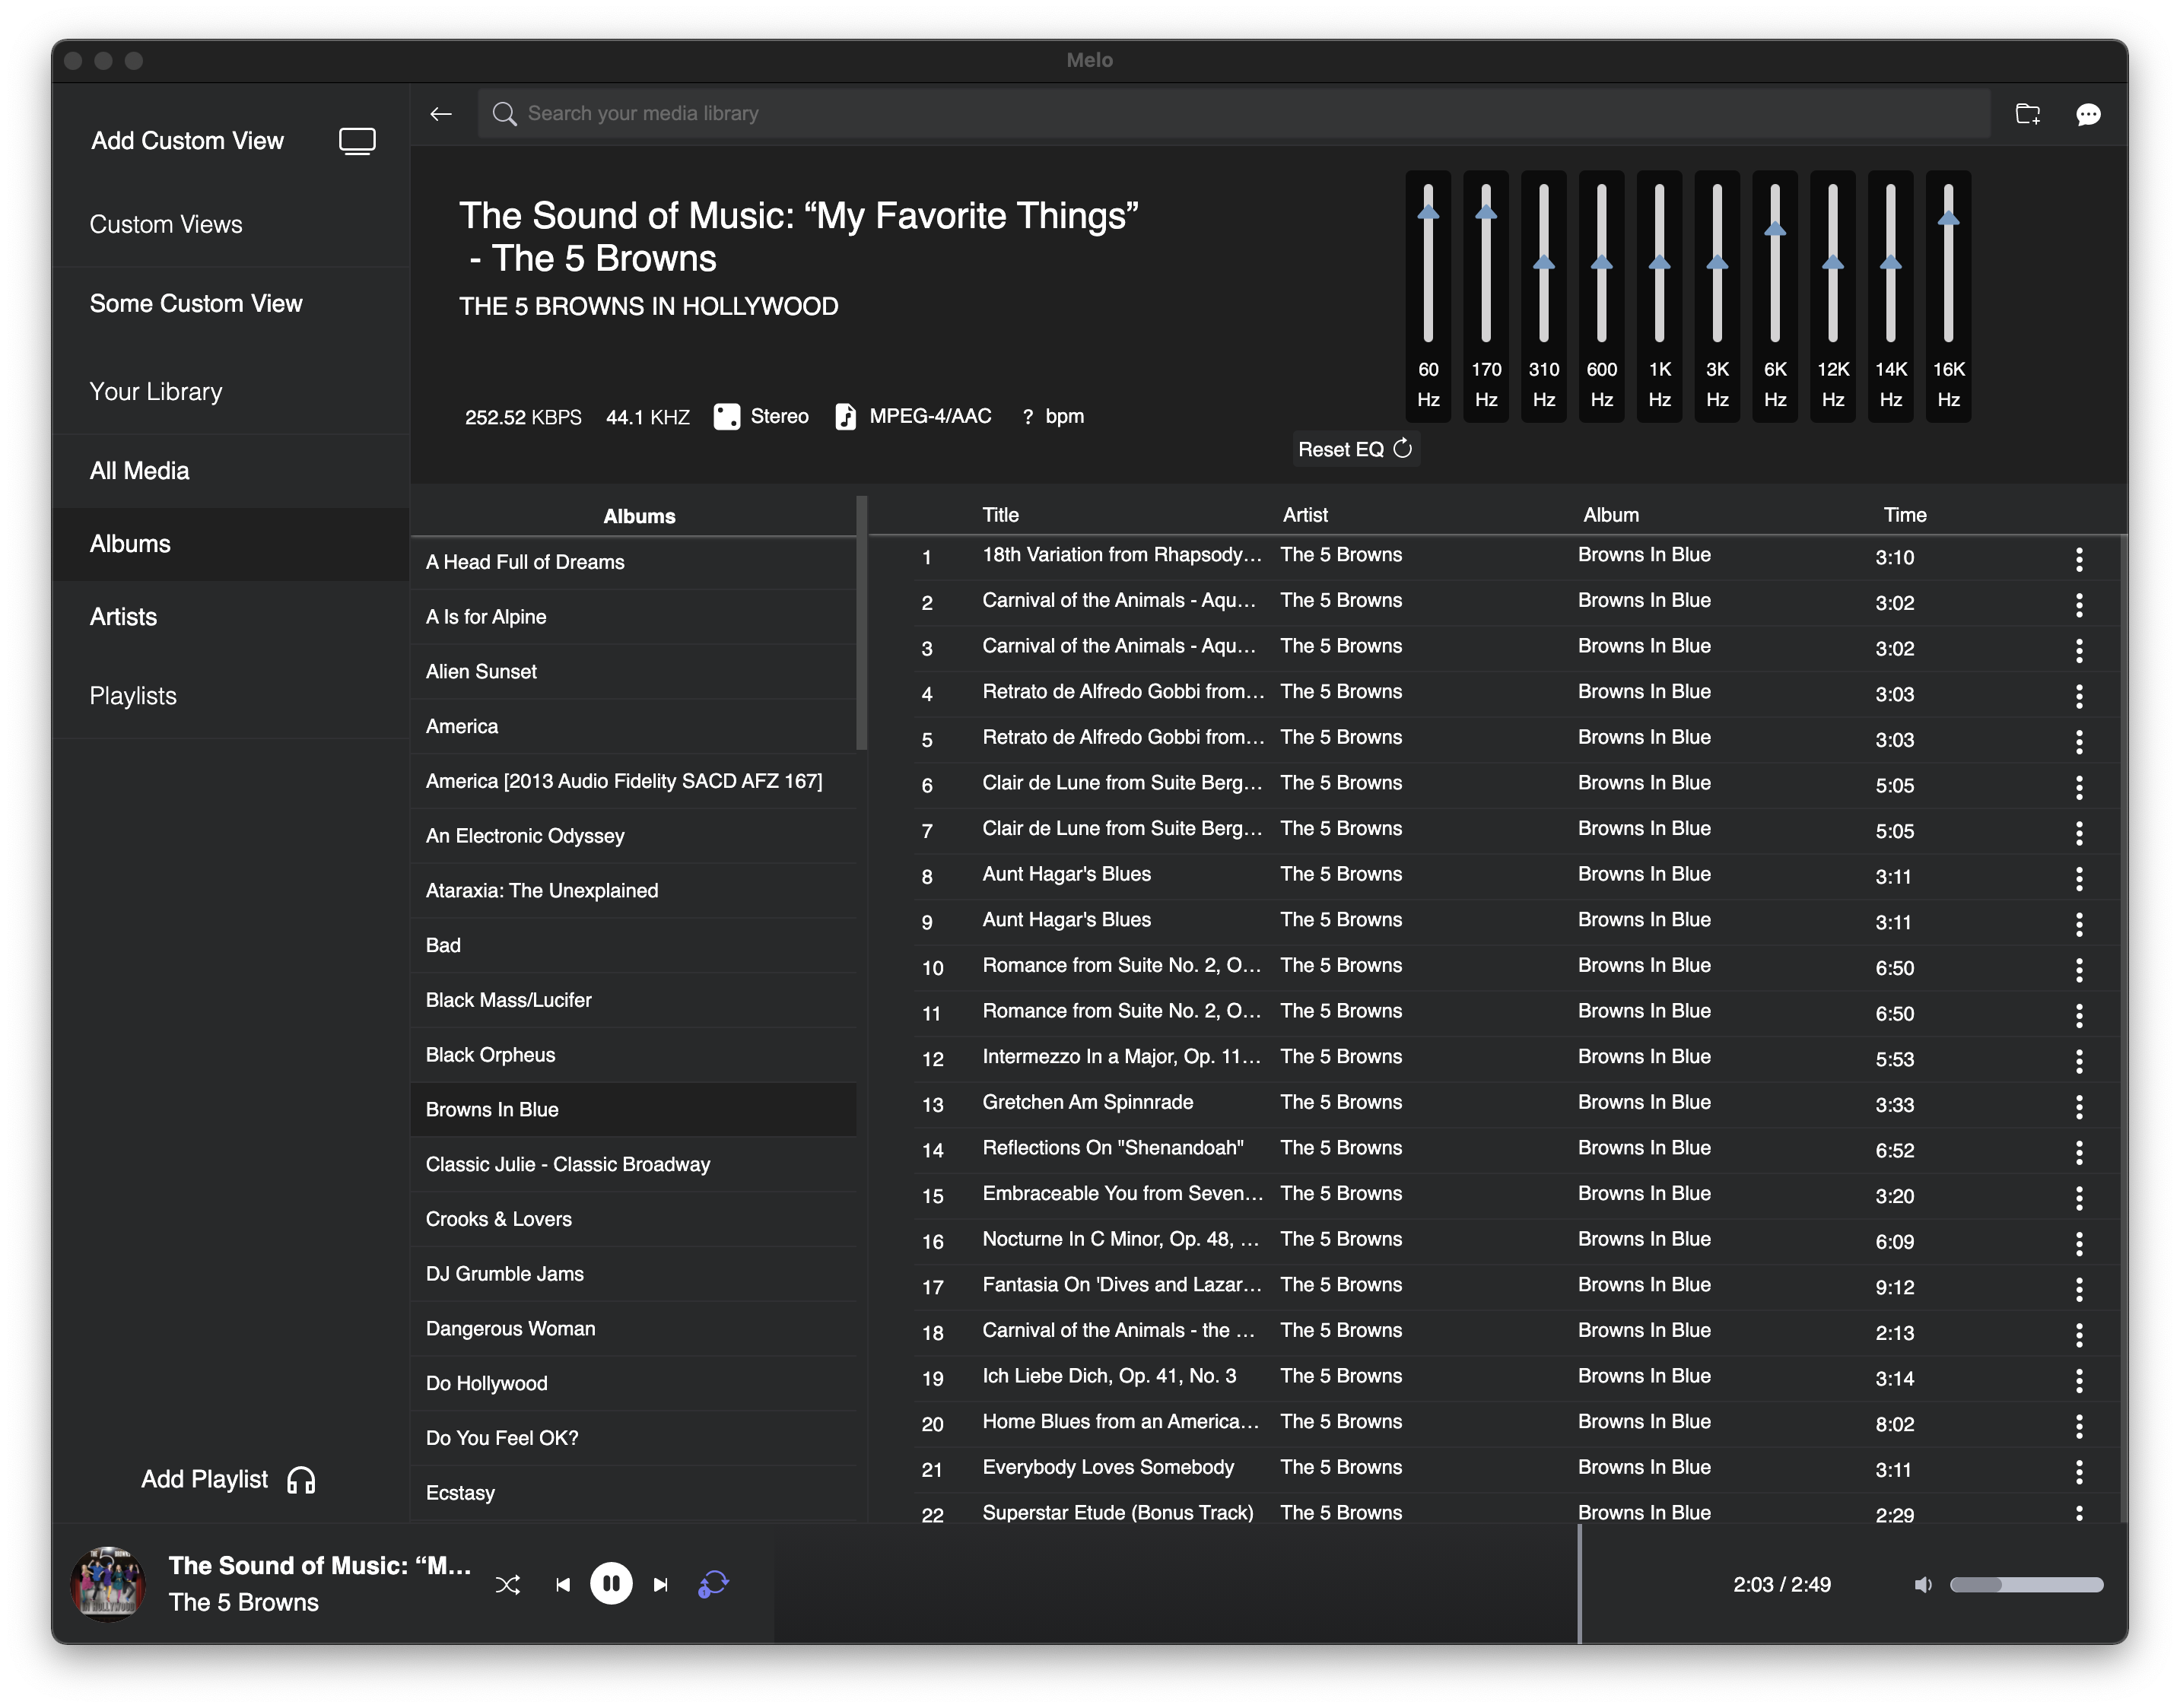 Melo
Add Custom View
Custom Views
Some Custom View
Your Library
All Media
Albums
Artists
Playlists
Add Playlist
Search your media library
The Sound of Music: “My Favorite Things”
- The 5 Browns
THE 5 BROWNS IN HOLLYWOOD
252.52 KBPS 44.1 KHZ Stereo MPEG-4/AAC ? bpm
60 170 310 600 1K 3K 6K 12K 14K 16K
Hz Hz Hz Hz Hz Hz Hz Hz Hz Hz
Reset EQ
Albums
A Head Full of Dreams
A Is for Alpine
Alien Sunset
America
America [2013 Audio Fidelity SACD AFZ 167]
An Electronic Odyssey
Ataraxia: The Unexplained
Bad
Black Mass/Lucifer
Black Orpheus
Browns In Blue
Classic Julie - Classic Broadway
Crooks & Lovers
DJ Grumble Jams
Dangerous Woman
Do Hollywood
Do You Feel OK?
Ecstasy
Title Artist Album Time
1 18th Variation from Rhapsody... The 5 Browns Browns In Blue 3:10
2 Carnival of the Animals - Aqu... The 5 Browns Browns In Blue 3:02
3 Carnival of the Animals - Aqu... The 5 Browns Browns In Blue 3:02
4 Retrato de Alfredo Gobbi from... The 5 Browns Browns In Blue 3:03
5 Retrato de Alfredo Gobbi from... The 5 Browns Browns In Blue 3:03
6 Clair de Lune from Suite Berg... The 5 Browns Browns In Blue 5:05
7 Clair de Lune from Suite Berg... The 5 Browns Browns In Blue 5:05
8 Aunt Hagar's Blues The 5 Browns Browns In Blue 3:11
9 Aunt Hagar's Blues The 5 Browns Browns In Blue 3:11
10 Romance from Suite No. 2, O... The 5 Browns Browns In Blue 6:50
11 Romance from Suite No. 2, O... The 5 Browns Browns In Blue 6:50
12 Intermezzo In a Major, Op. 11... The 5 Browns Browns In Blue 5:53
13 Gretchen Am Spinnrade The 5 Browns Browns In Blue 3:33
14 Reflections On "Shenandoah" The 5 Browns Browns In Blue 6:52
15 Embraceable You from Seven... The 5 Browns Browns In Blue 3:20
16 Nocturne In C Minor, Op. 48, ... The 5 Browns Browns In Blue 6:09
17 Fantasia On 'Dives and Lazar... The 5 Browns Browns In Blue 9:12
18 Carnival of the Animals - the ... The 5 Browns Browns In Blue 2:13
19 Ich Liebe Dich, Op. 41, No. 3 The 5 Browns Browns In Blue 3:14
20 Home Blues from an America... The 5 Browns Browns In Blue 8:02
21 Everybody Loves Somebody The 5 Browns Browns In Blue 3:11
22 Superstar Etude (Bonus Track) The 5 Browns Browns In Blue 2:29
The Sound of Music: “M...
The 5 Browns
1
2:03 / 2:49